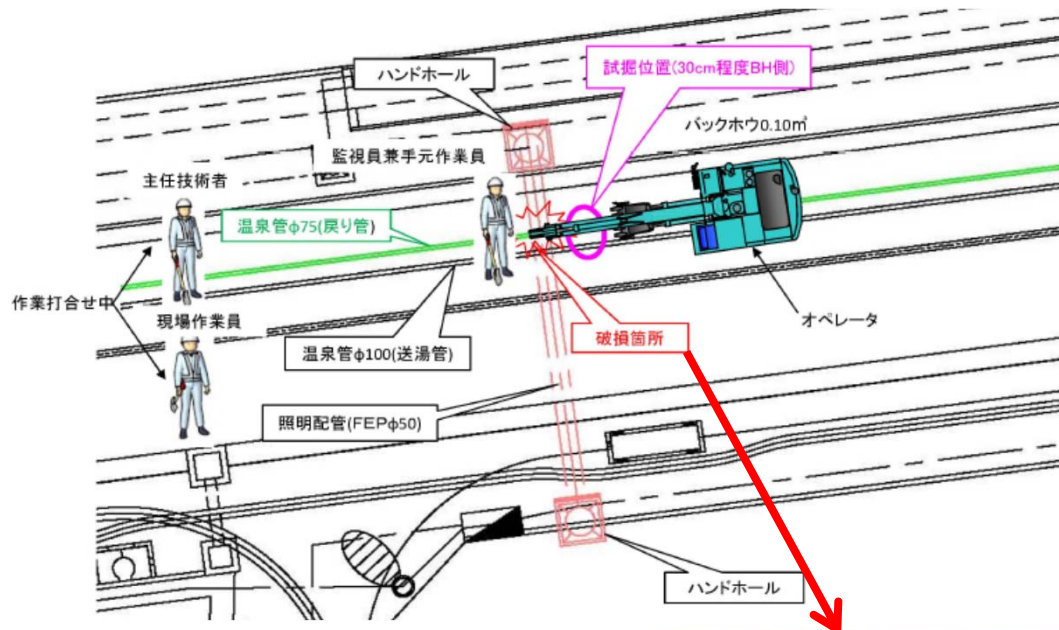 ハンドホール
試掘位置(30cm程度BH側)
バックホウ0.10㎥
監視員兼手元作業員
主任技術者
温泉管φ75(戻り管)
作業打合せ中
現場作業員
オペレータ
破損箇所
温泉管φ100(送湯管)
照明配管(FEPφ50)
ハンドホール